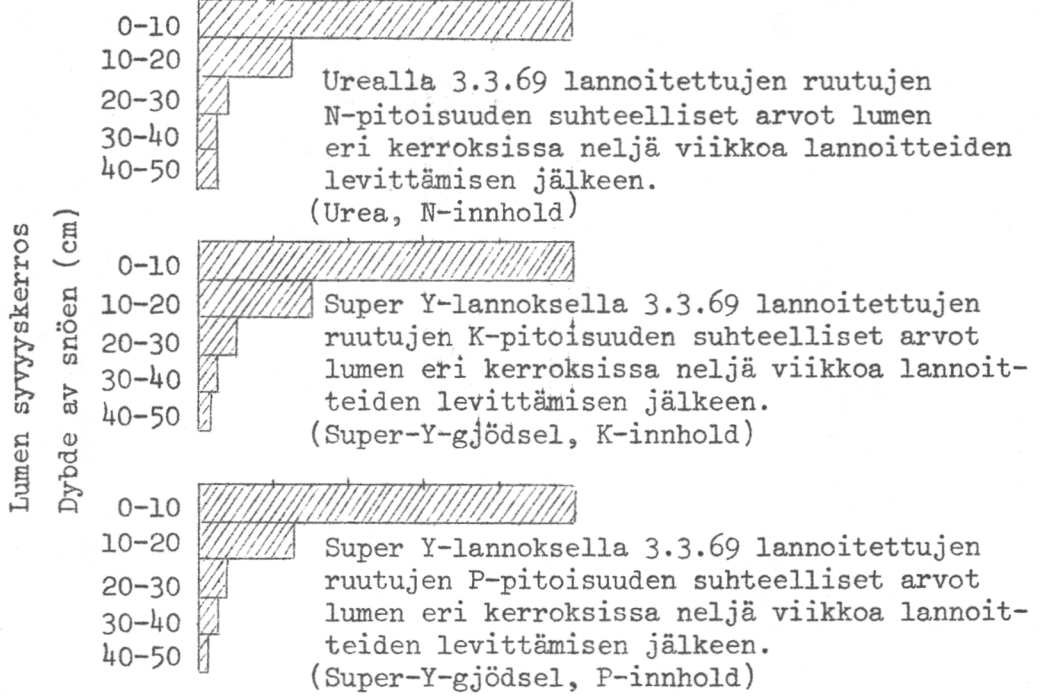 Lumen syvyyskerros
Dybde av snöen (cm)
0-10
10-20
20-30
30-40
40-50
Urealla 3.3.69 lannoitettujen ruutujen
N-pitoisuuden suhteelliset arvot lumen
eri kerroksissa neljä viikkoa lannoitteiden
levittämisen jälkeen.
(Urea, N-innhold)
0-10
10-20
20-30
30-40
40-50
Super Y-lannoksella 3.3.69 lannoitettujen
ruutujen K-pitoisuuden suhteelliset arvot
lumen eri kerroksissa neljä viikkoa lannoit-
teiden levittämisen jälkeen.
(Super-Y-gjödsel, K-innhold)
0-10
10-20
20-30
30-40
40-50
Super Y-lannoksella 3.3.69 lannoitettujen
ruutujen P-pitoisuuden suhteelliset arvot
lumen eri kerroksissa neljä viikkoa lannoit-
teiden levittämisen jälkeen.
(Super-Y-gjödsel, P-innhold)